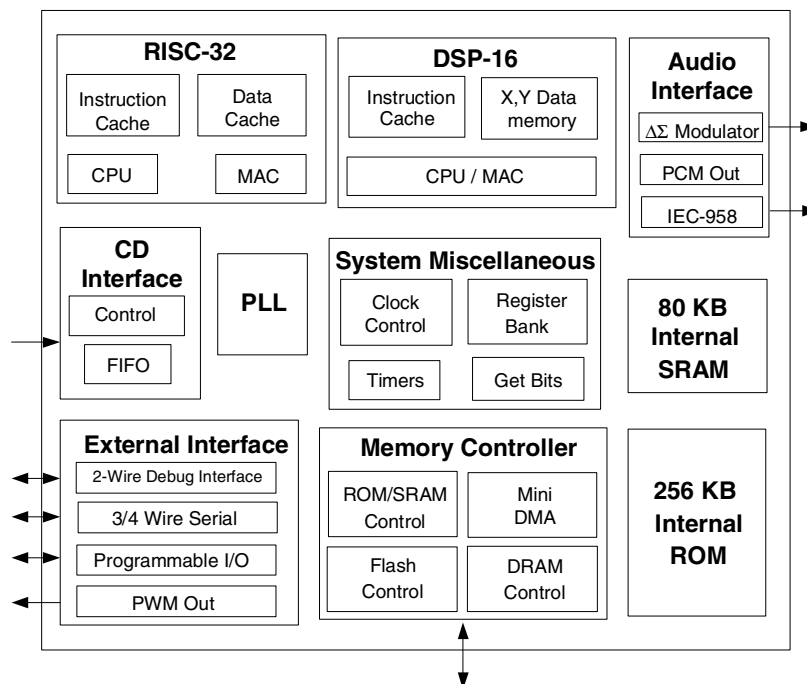 RISC-32
Instruction
Cache
Data
Cache
CPU
MAC
DSP-16
Instruction
Cache
X,Y Data
memory
CPU / MAC
Audio
Interface
ΔΣ Modulator
PCM Out
IEC-958
CD
Interface
Control
FIFO
PLL
System Miscellaneous
Clock
Control
Register
Bank
Timers
Get Bits
80 KB
Internal
SRAM
External Interface
2-Wire Debug Interface
3/4 Wire Serial
Programmable I/O
PWM Out
Memory Controller
ROM/SRAM
Control
Mini
DMA
Flash
Control
DRAM
Control
256 KB
Internal
ROM